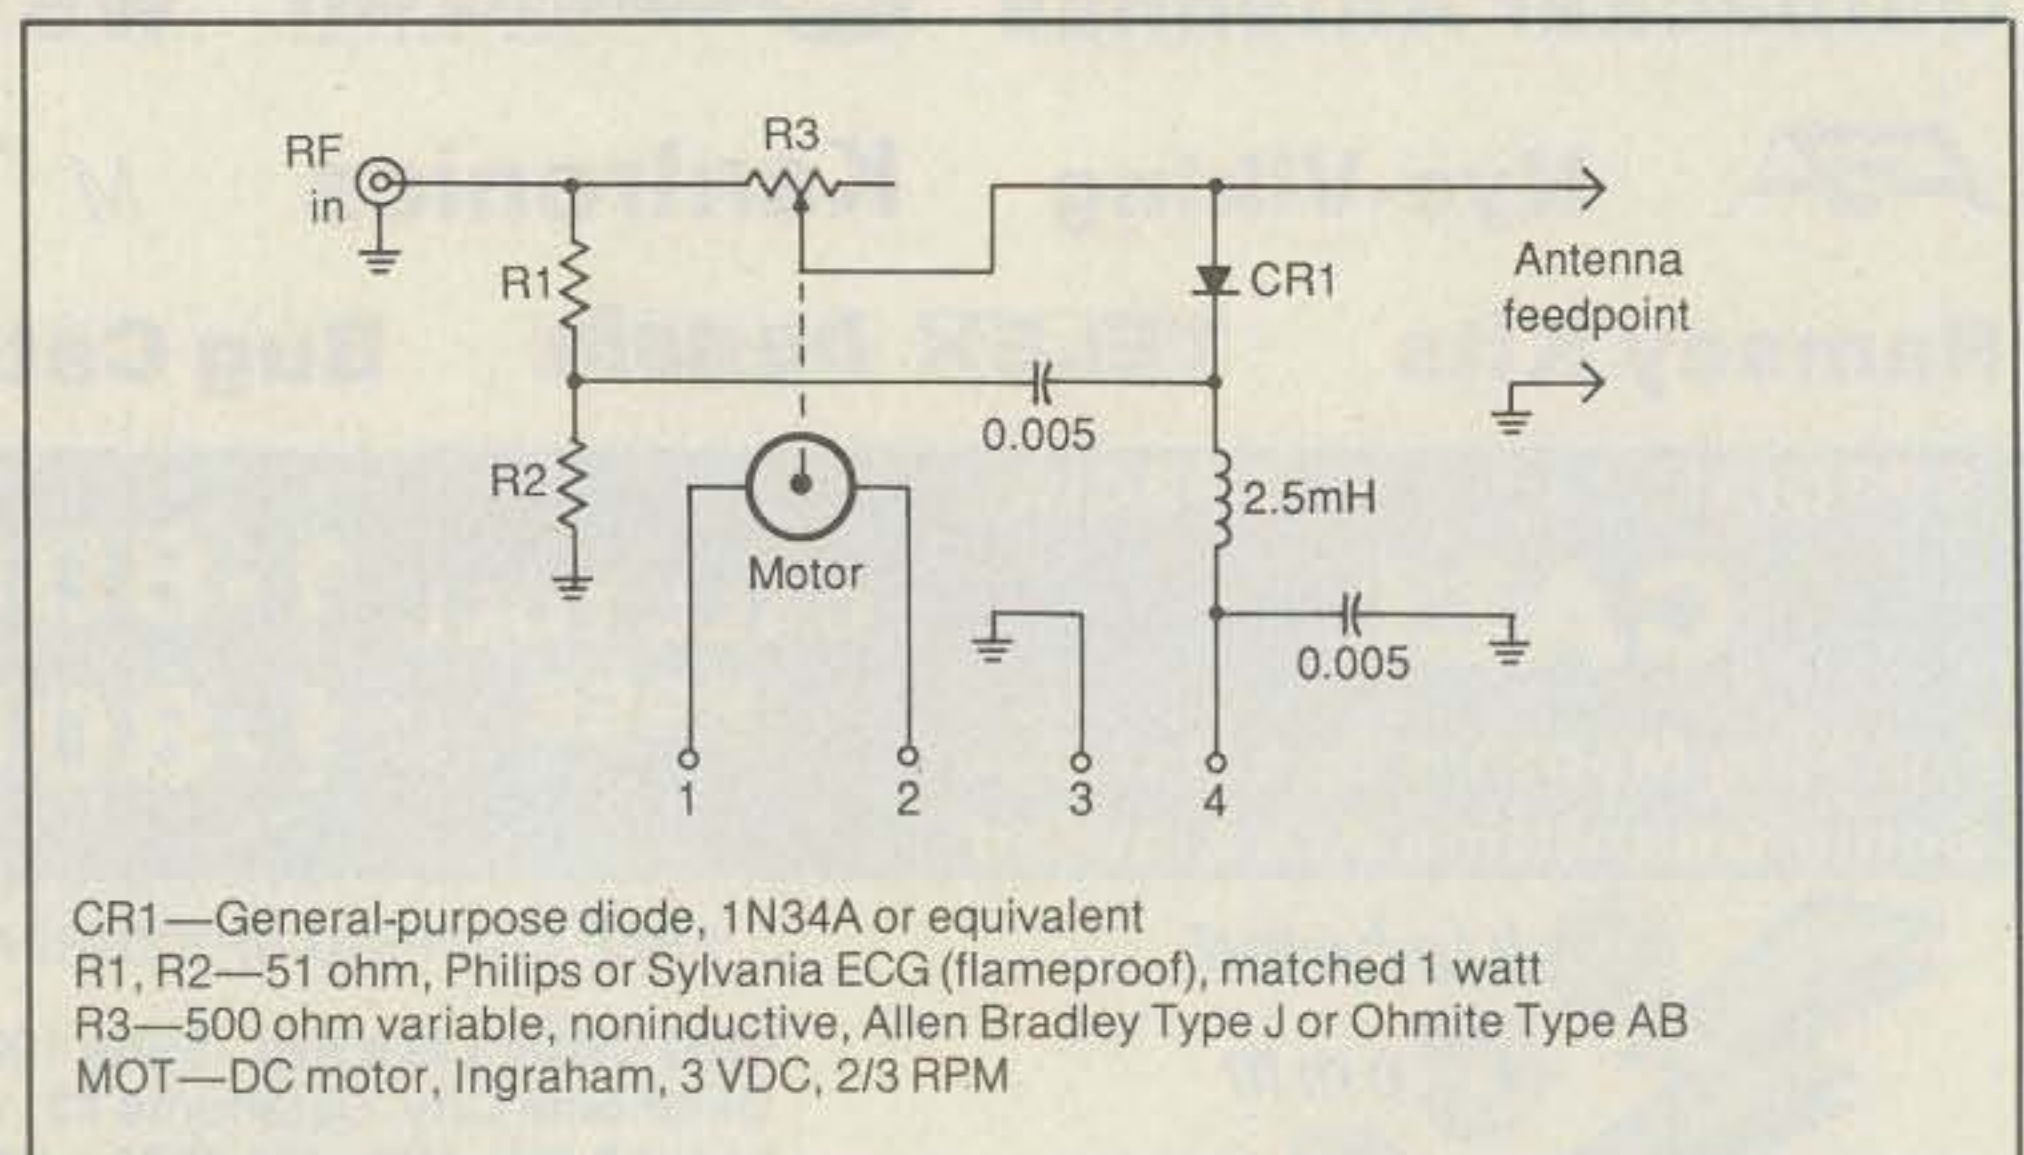 RF
in
R3
R1
CR1
Antenna
feedpoint
0.005
R2
2.5mH
Motor
0.005
1
2
3
4
CR1—General-purpose diode, 1N34A or equivalent
R1, R2—51 ohm, Philips or Sylvania ECG (flameproof), matched 1 watt
R3—500 ohm variable, noninductive, Allen Bradley Type J or Ohmite Type AB
MOT—DC motor, Ingraham, 3 VDC, 2/3 RPM